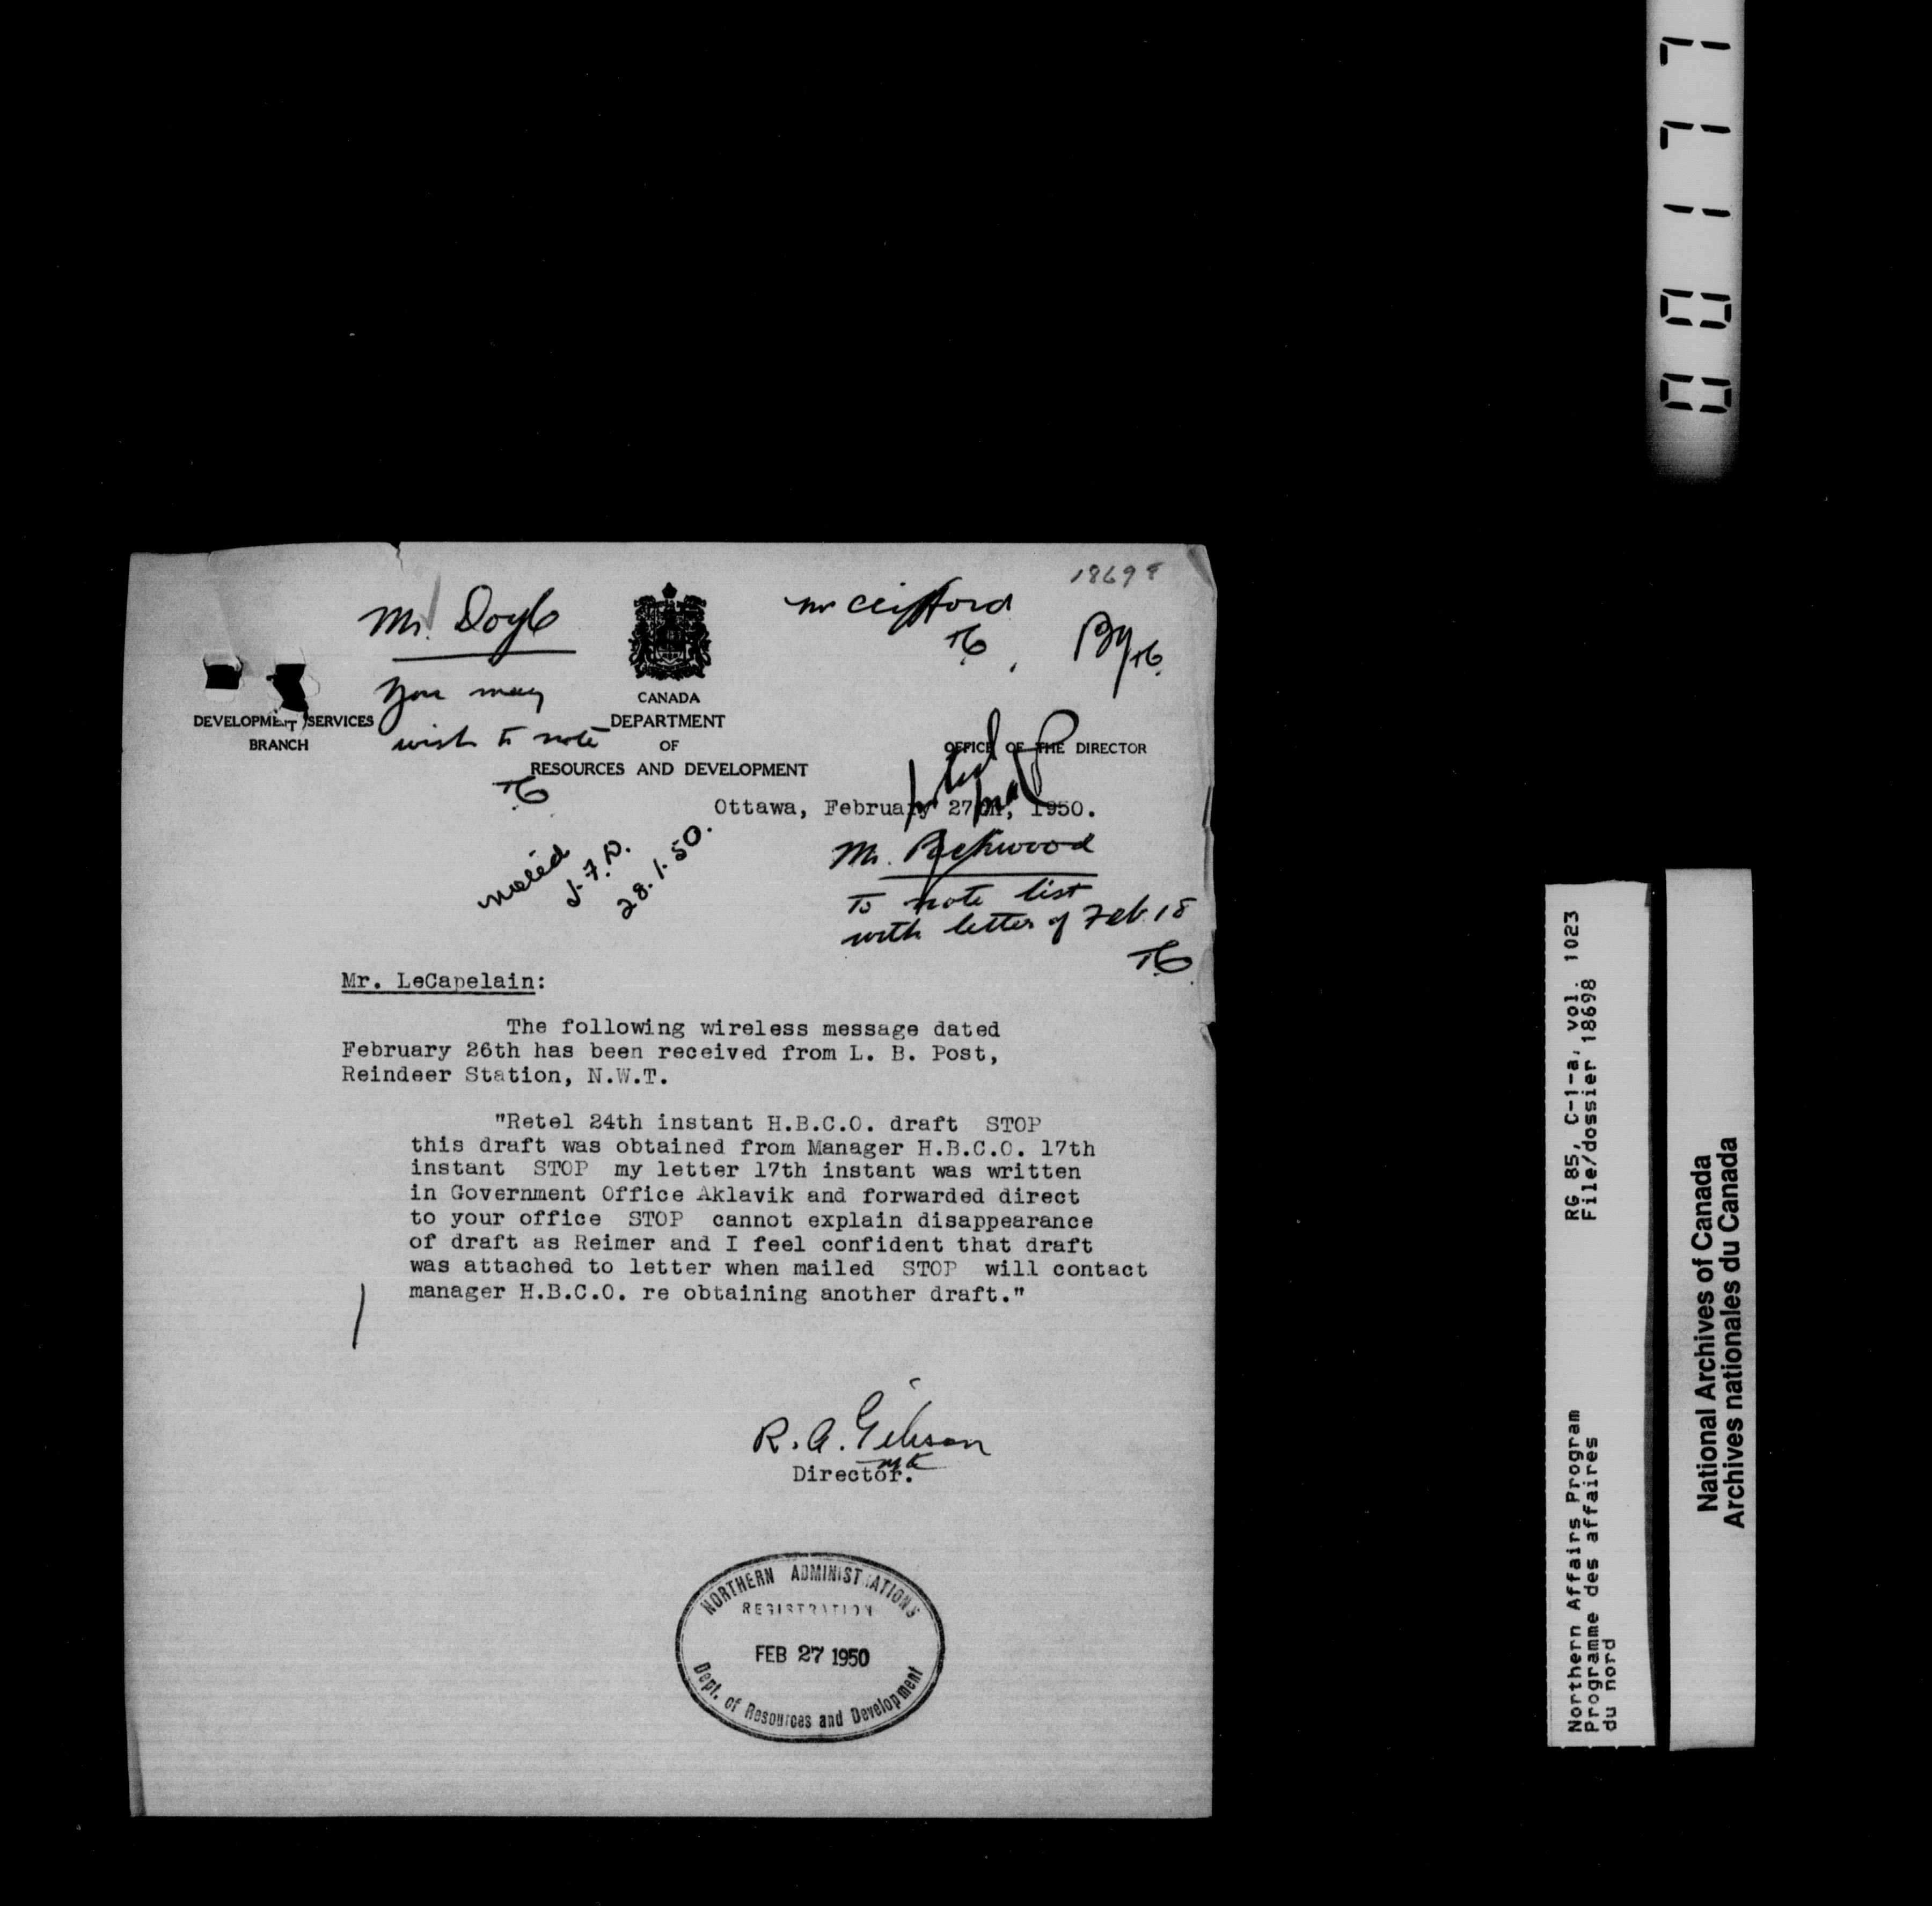 18698
Mr. Doyle
Mr Clifford
You may
wish to note
CANADA
DEPARTMENT
OF
RESOURCES AND DEVELOPMENT
DEVELOPMENT SERVICES
BRANCH
OFFICE OF THE DIRECTOR
noted
Ottawa, February 27th, 1950.
noted
J.F.D.
28.1.50.
Mr.
To note list
with letter of Feb. 18
Mr. LeCapelain:
The following wireless message dated
February 26th has been received from L. B. Post,
Reindeer Station, N.W.T.
"Retel 24th instant H.B.C.O. draft STOP
this draft was obtained from Manager H.B.C.O. 17th
instant STOP my letter 17th instant was written
in Government Office Aklavik and forwarded direct
to your office STOP cannot explain disappearance
of draft as Reimer and I feel confident that draft
was attached to letter when mailed STOP will contact
manager H.B.C.O. re obtaining another draft."
R. A. Gibson
Director.
NORTHERN ADMINISTRATIONS
REGISTRATION
FEB 27 1950
Dept. of Resources and Development
00177
RG 85, C-1-a, vol. 1023
File/dossier 18698
Northern Affairs Program
Programme des affaires
du nord
National Archives of Canada
Archives nationales du Canada